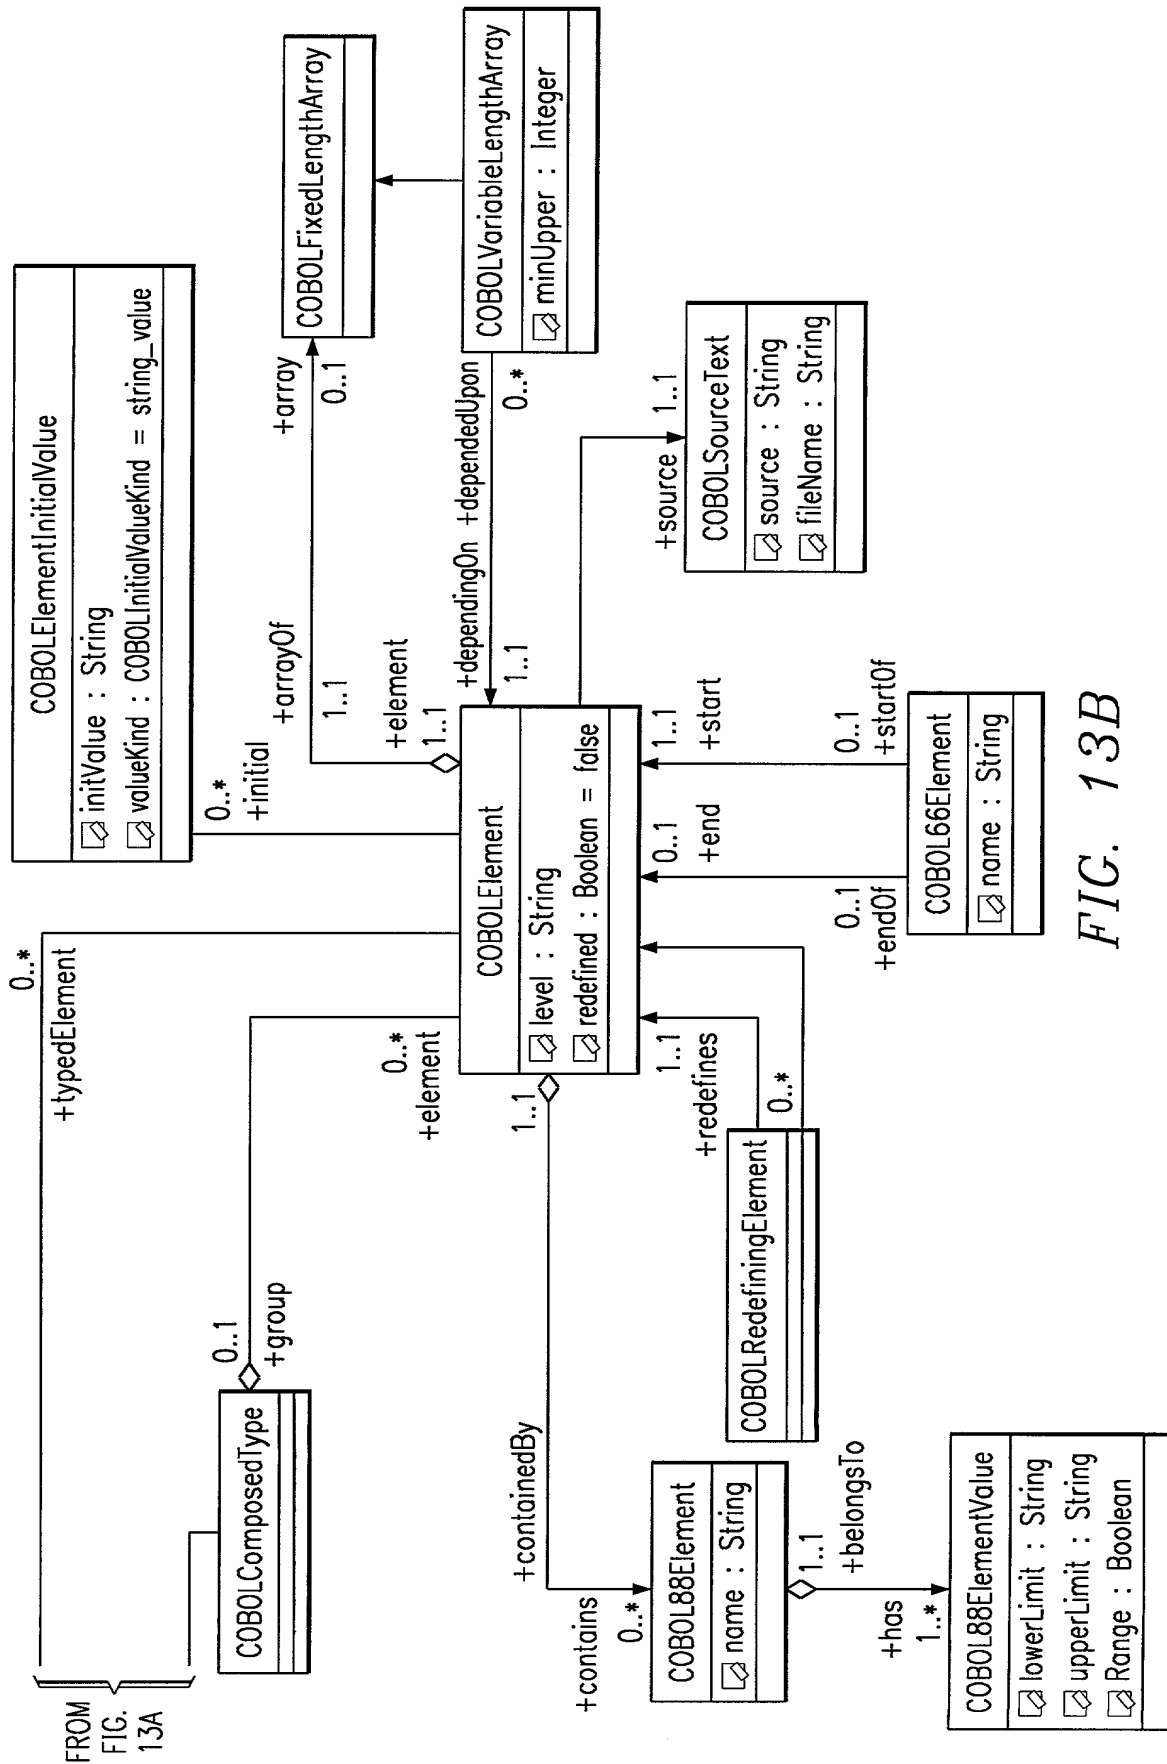 FROM
FIG.
13A
0..*
+typedElement
COBOLElementInitialValue
initValue : String
valueKind : COBOLInitialValueKind = string_value
0..*
+initial
COBOLComposedType
0..1
+group
0..*
+element
+arrayOf
1..1
+array
0..1
COBOLFixedLengthArray
+element
1..1
COBOLElement
level : String
redefined : Boolean = false
+dependingOn
1..1
+dependedUpon
0..*
COBOLVariableLengthArray
minUpper : Integer
1..1
+containedBy
+contains
0..*
COBOL88Element
name : String
1..1
+belongsTo
+has
1..*
COBOL88ElementValue
lowerLimit : String
upperLimit : String
Range : Boolean
1..1
+redefines
0..*
COBOLRedefiningElement
0..1
+end
1..1
+start
0..1
+endOf
0..1
+startOf
COBOL66Element
name : String
+source
1..1
COBOLSourceText
source : String
fileName : String
FIG. 13B